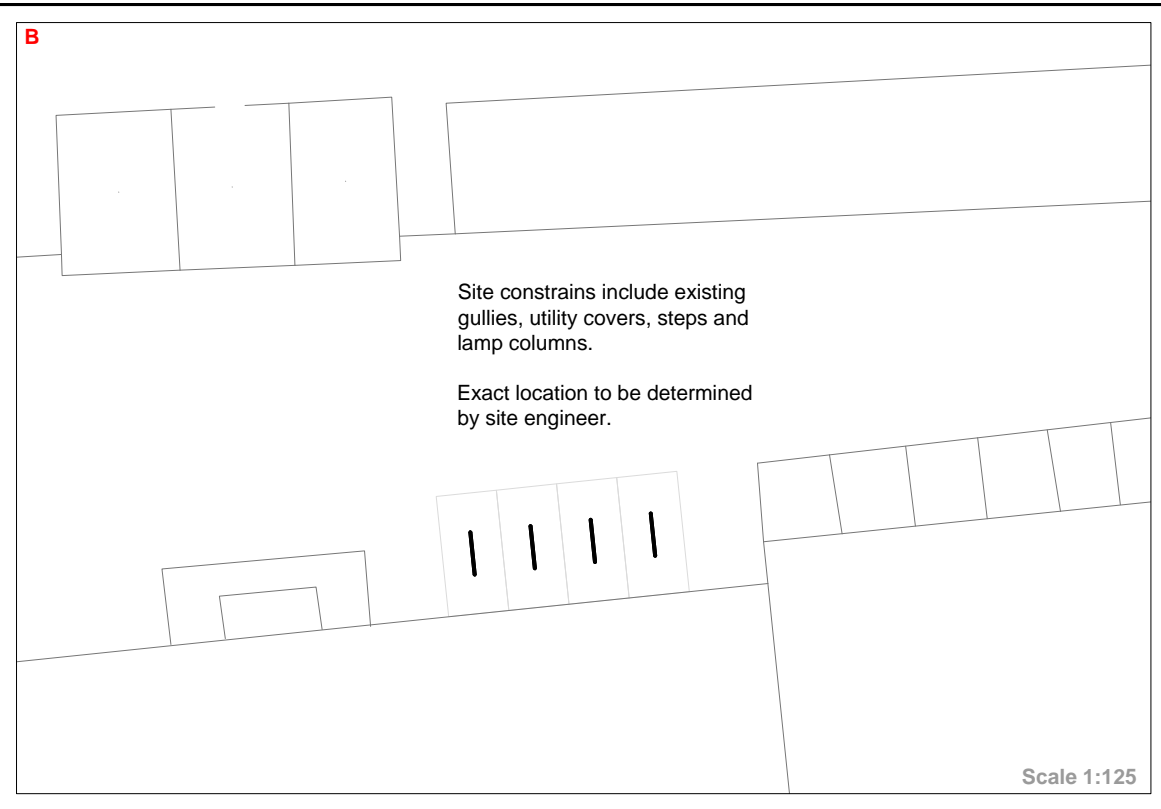 B
Site constrains include existing
gullies, utility covers, steps and
lamp columns.
Exact location to be determined
by site engineer.
Scale 1:125